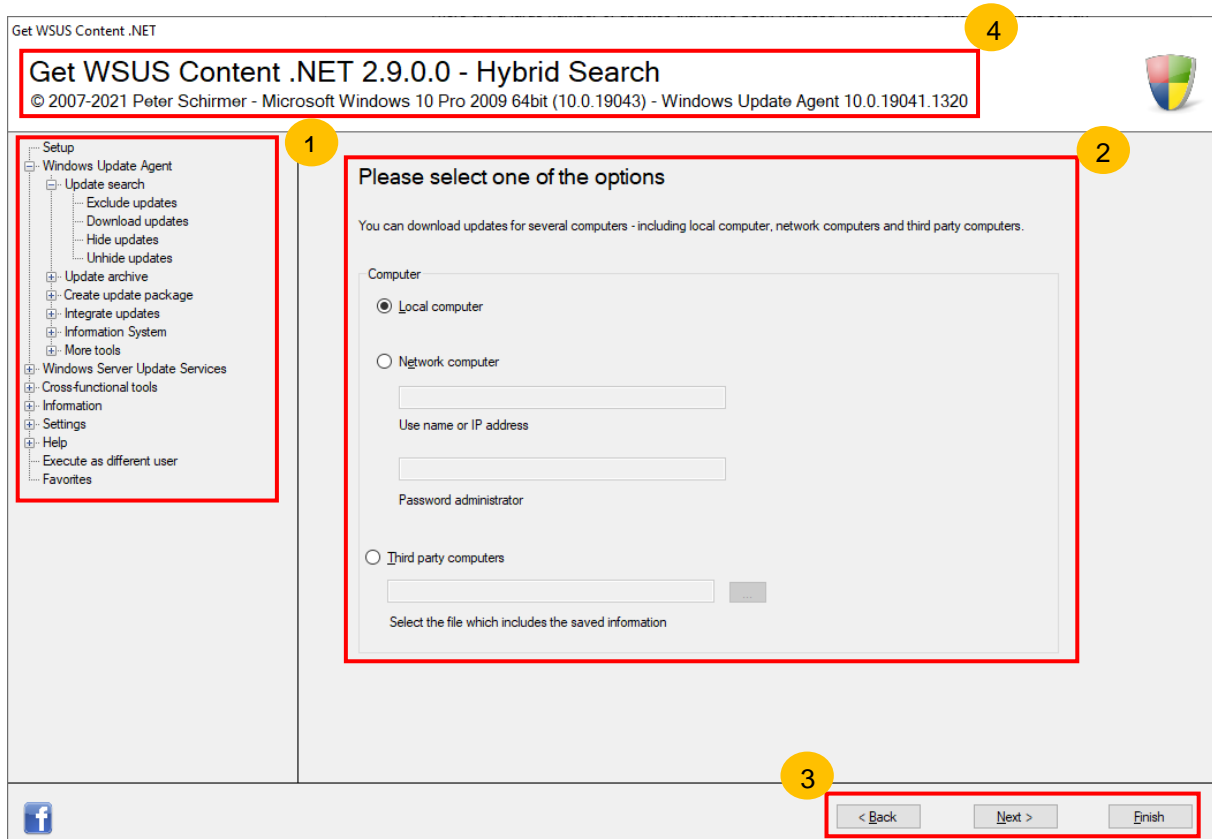 Get WSUS Content .NET
4
Get WSUS Content .NET 2.9.0.0 - Hybrid Search
© 2007-2021 Peter Schirmer - Microsoft Windows 10 Pro 2009 64bit (10.0.19043) - Windows Update Agent 10.0.19041.1320
1
Setup
Windows Update Agent
Update search
Exclude updates
Download updates
Hide updates
Unhide updates
Update archive
Create update package
Integrate updates
Information System
More tools
Windows Server Update Services
Cross-functional tools
Information
Settings
Help
Execute as different user
Favorites
2
Please select one of the options
You can download updates for several computers - including local computer, network computers and third party computers.
Computer
Local computer
Network computer
Use name or IP address
Password administrator
Third party computers
...
Select the file which includes the saved information
3
f
< Back
Next >
Finish